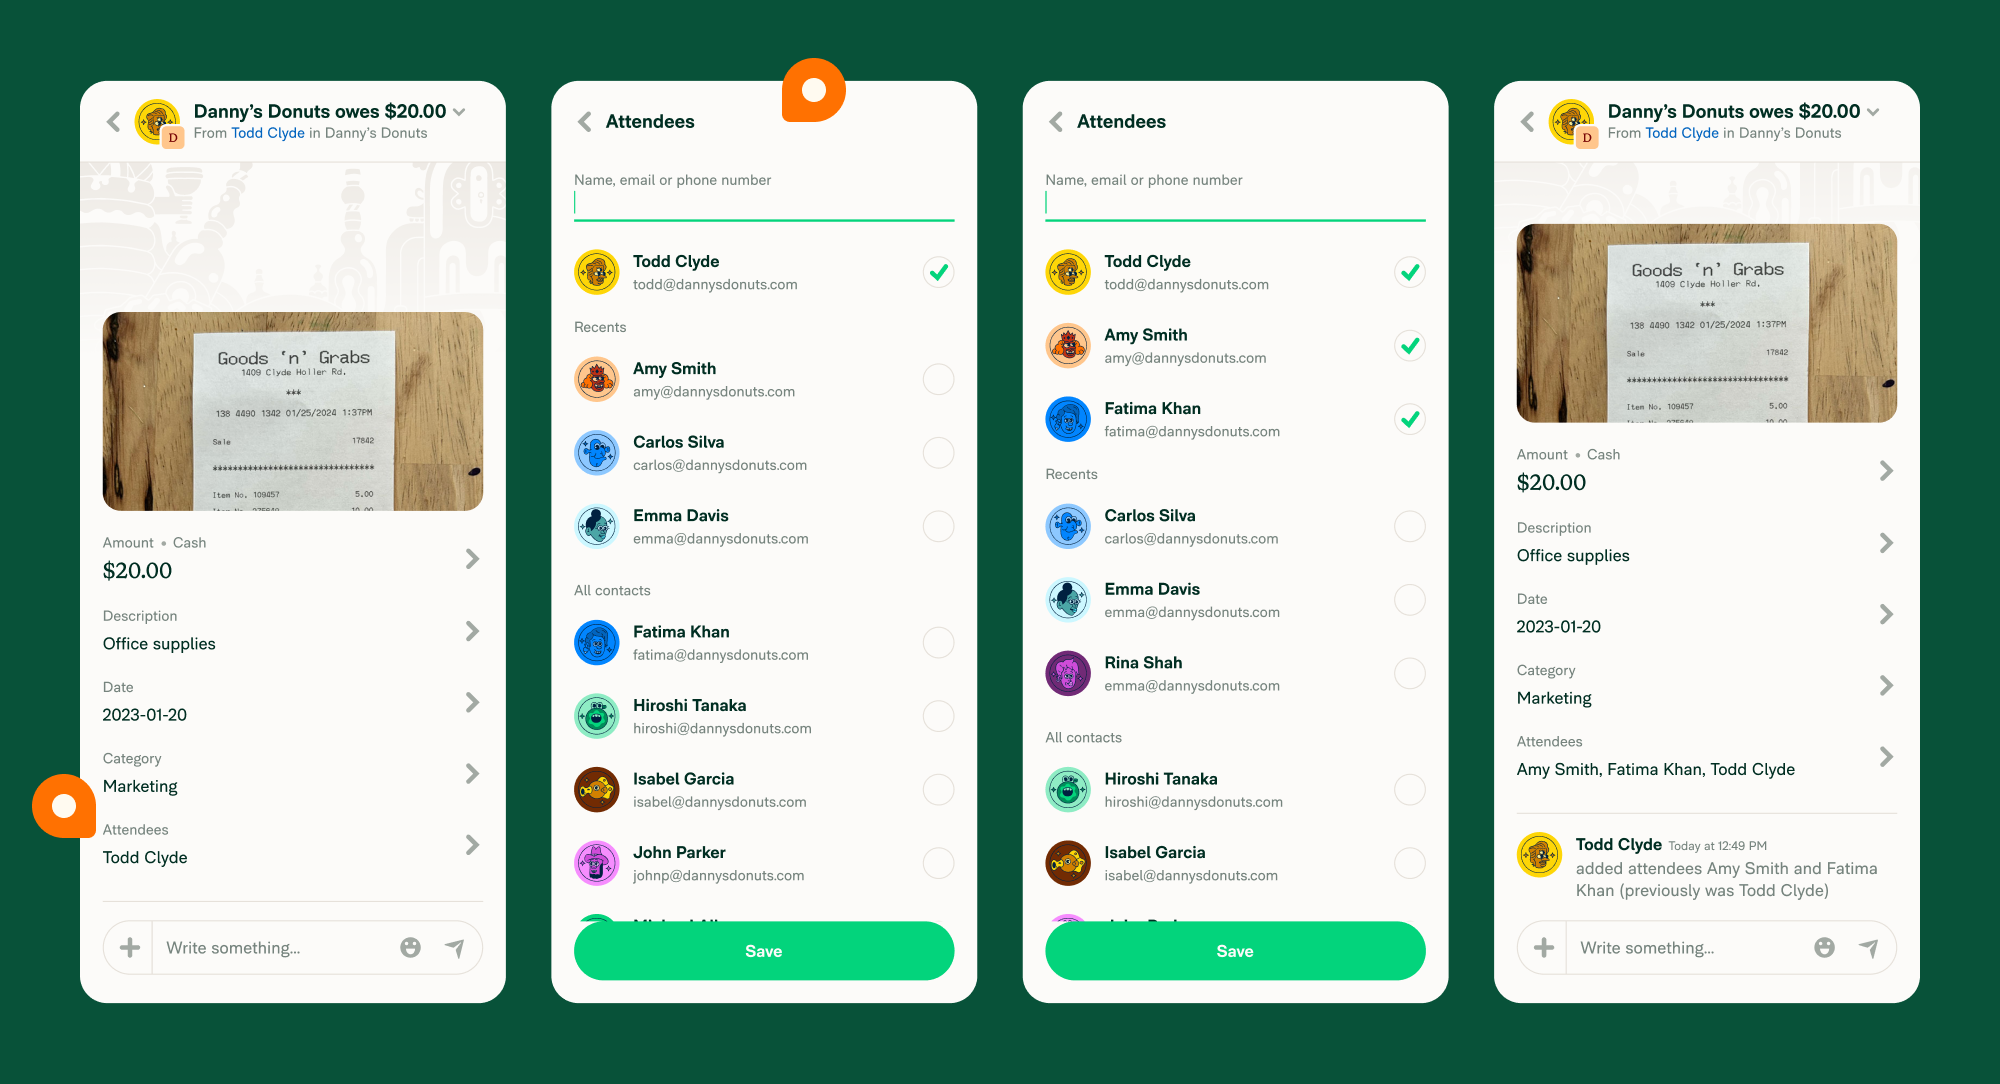 Danny's Donuts owes $20.00
D
From Todd Clyde in Danny's Donuts
Goods 'n' Grabs
1409 Clyde Holler Rd.
***
138 4490 1342 01/25/2024 1:37PM
Sale 17842
*********************************
Item No. 109457 5.00
Amount • Cash
$20.00
Description
Office supplies
Date
2023-01-20
Category
Marketing
Attendees
Todd Clyde
Write something...
Attendees
Name, email or phone number
Todd Clyde
todd@dannysdonuts.com
Recents
Amy Smith
amy@dannysdonuts.com
Carlos Silva
carlos@dannysdonuts.com
Emma Davis
emma@dannysdonuts.com
All contacts
Fatima Khan
fatima@dannysdonuts.com
Hiroshi Tanaka
hiroshi@dannysdonuts.com
Isabel Garcia
isabel@dannysdonuts.com
John Parker
johnp@dannysdonuts.com
Save
Attendees
Name, email or phone number
Todd Clyde
todd@dannysdonuts.com
Amy Smith
amy@dannysdonuts.com
Fatima Khan
fatima@dannysdonuts.com
Recents
Carlos Silva
carlos@dannysdonuts.com
Emma Davis
emma@dannysdonuts.com
Rina Shah
emma@dannysdonuts.com
All contacts
Hiroshi Tanaka
hiroshi@dannysdonuts.com
Isabel Garcia
isabel@dannysdonuts.com
Save
Danny's Donuts owes $20.00
D
From Todd Clyde in Danny's Donuts
Goods 'n' Grabs
1409 Clyde Holler Rd.
***
138 4490 1342 01/25/2024 1:37PM
Sale 17842
*********************************
Item No. 109457 5.00
Amount • Cash
$20.00
Description
Office supplies
Date
2023-01-20
Category
Marketing
Attendees
Amy Smith, Fatima Khan, Todd Clyde
Todd Clyde Today at 12:49 PM
added attendees Amy Smith and Fatima
Khan (previously was Todd Clyde)
Write something...